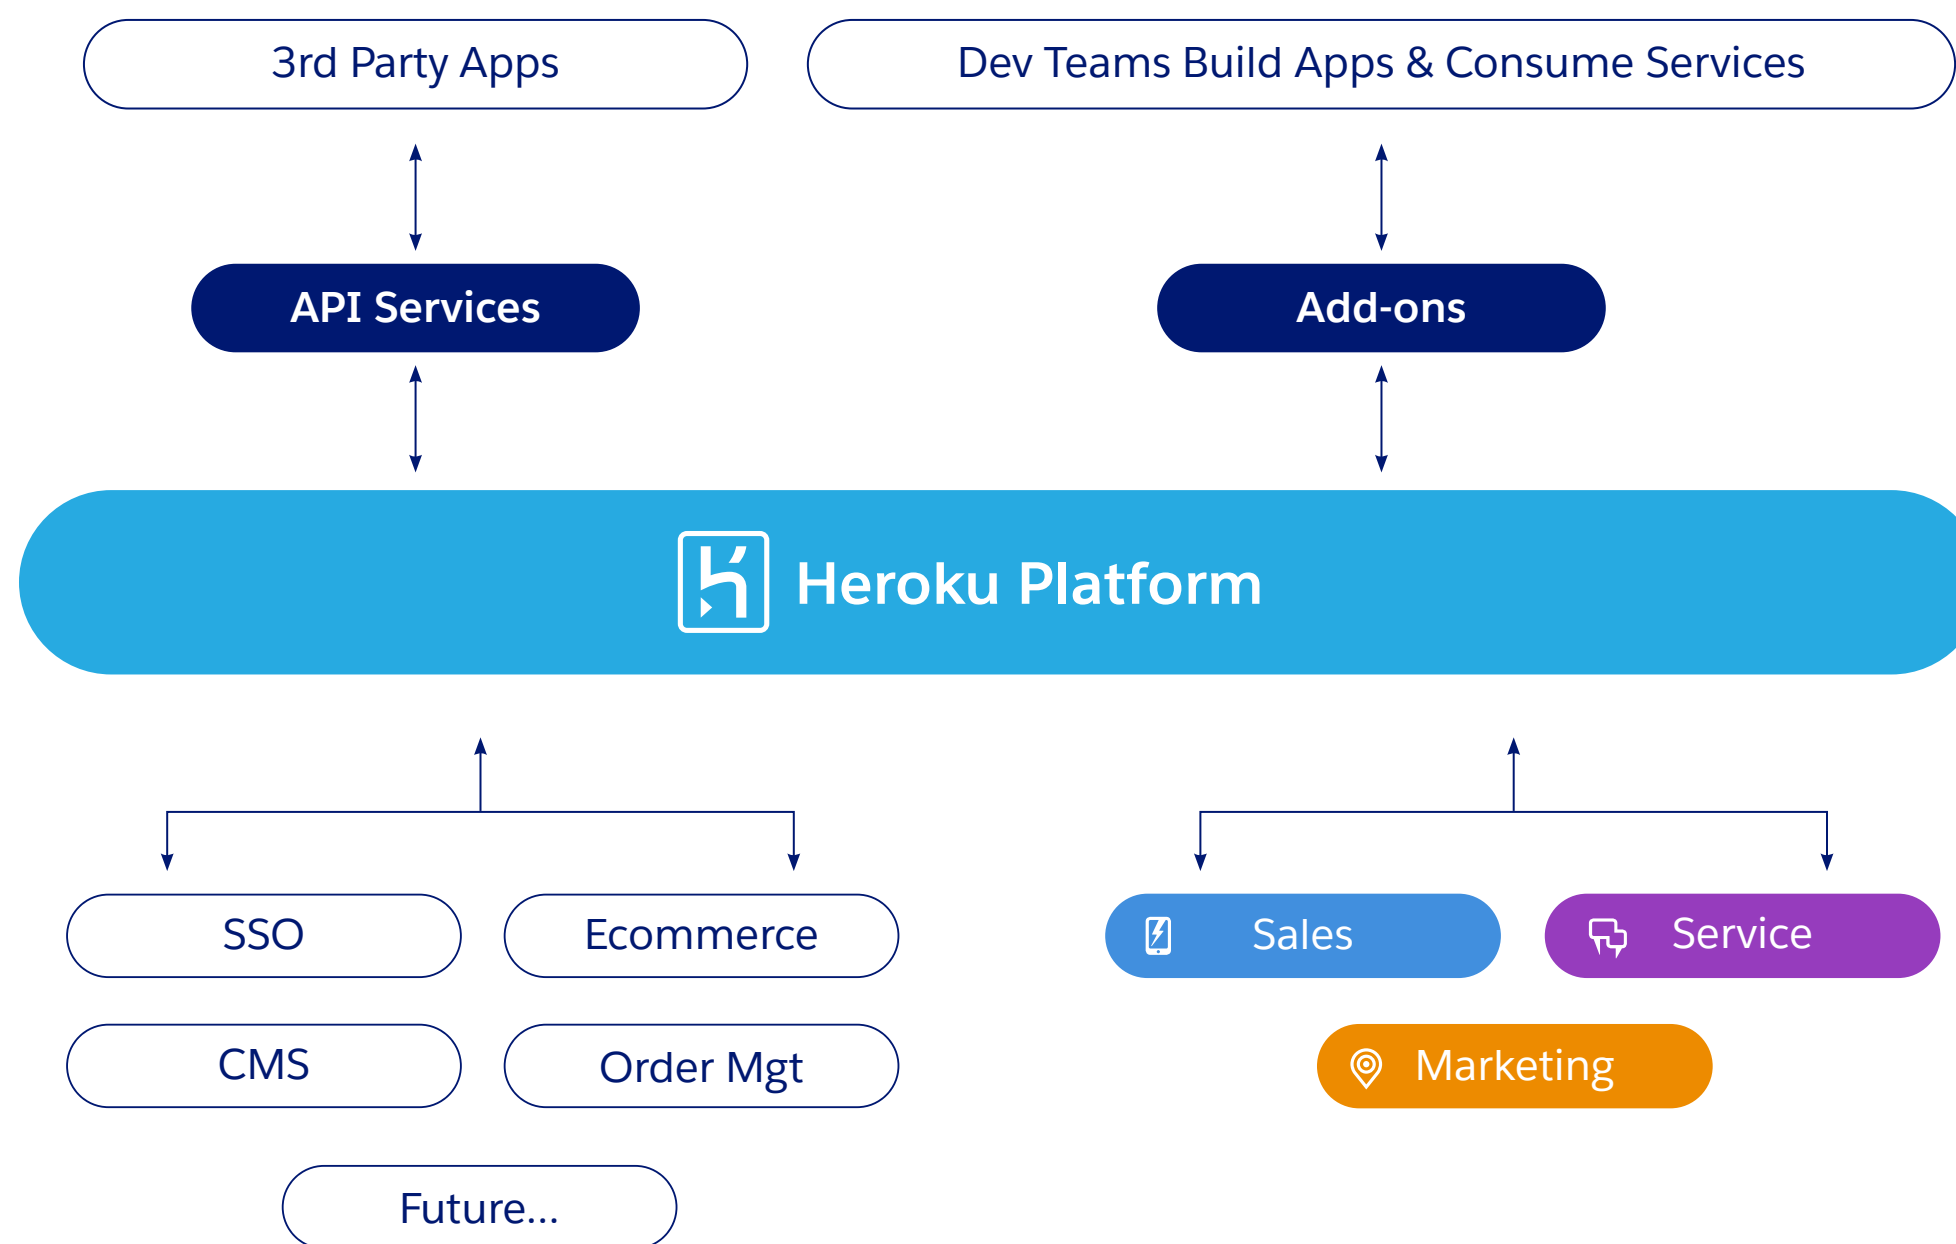 3rd Party Apps
Dev Teams Build Apps & Consume Services
API Services
Add-ons
Heroku Platform
SSO
Ecommerce
Sales
Service
CMS
Order Mgt
Marketing
Future...